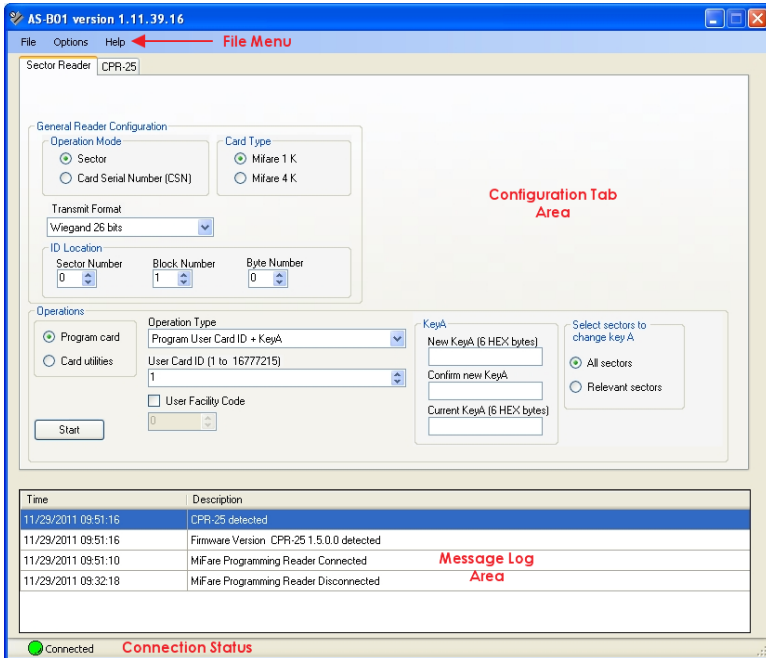 AS-B01 version 1.11.39.16
File Options Help File Menu
Sector Reader CPR-25
General Reader Configuration
Operation Mode
Sector
Card Serial Number (CSN)
Card Type
Mifare 1 K
Mifare 4 K
Transmit Format
Wiegand 26 bits
ID Location
Sector Number Block Number Byte Number
0 1 0
Configuration Tab
Area
Operations
Program card
Card utilities
Start
Operation Type
Program User Card ID + KeyA
User Card ID (1 to 16777215)
1
User Facility Code
0
KeyA
New KeyA (6 HEX bytes)
Confirm new KeyA
Current KeyA (6 HEX bytes)
Select sectors to
change key A
All sectors
Relevant sectors
Time Description
11/29/2011 09:51:16 CPR-25 detected
11/29/2011 09:51:16 Firmware Version CPR-25 1.5.0.0 detected
11/29/2011 09:51:10 MiFare Programming Reader Connected
11/29/2011 09:32:18 MiFare Programming Reader Disconnected
Message Log
Area
Connected Connection Status